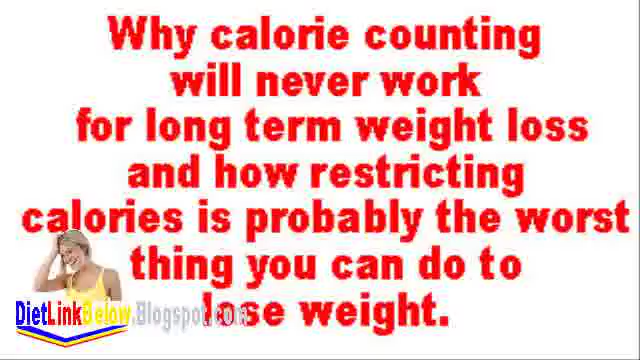 Why calorie counting
will never work
for long term weight loss
and how restricting
calories is probably the worst
thing you can do to
lose weight.
DietLinkBelow.Blogspot.com